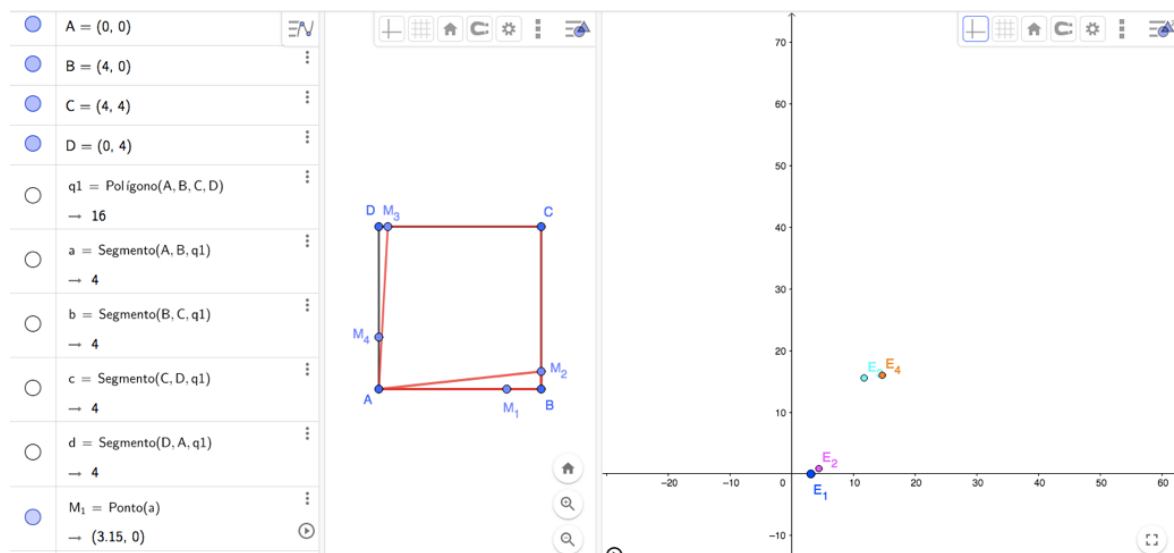 A = (0, 0)
B = (4, 0)
C = (4, 4)
D = (0, 4)
q1 = Polígono(A, B, C, D)
→ 16
a = Segmento(A, B, q1)
→ 4
b = Segmento(B, C, q1)
→ 4
c = Segmento(C, D, q1)
→ 4
d = Segmento(D, A, q1)
→ 4
M₁ = Ponto(a)
→ (3.15, 0)
D M₃ C
M₄
M₂
A M₁ B
70
60
50
40
30
20
E₄
10
E₂
−20 −10 0 10 20 30 40 50 60
E₁
−10